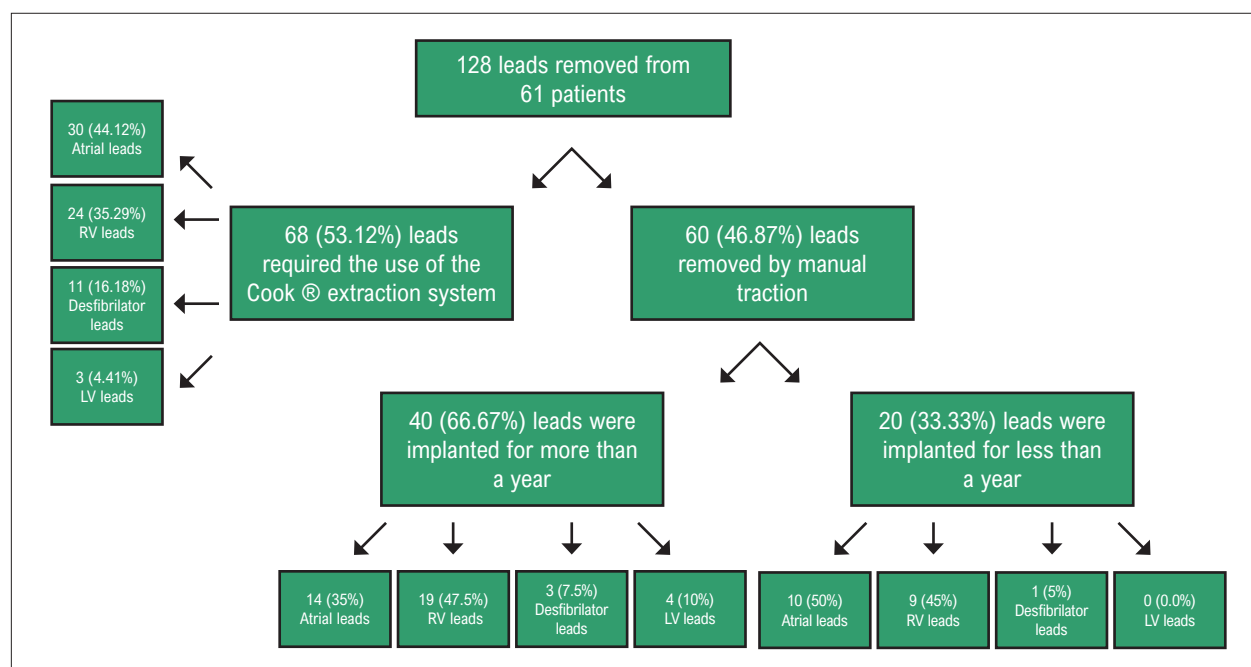 128 leads removed from
61 patients
30 (44.12%)
Atrial leads
24 (35.29%)
RV leads
11 (16.18%)
Desfibrilator
leads
3 (4.41%)
LV leads
68 (53.12%) leads
required the use of the
Cook ® extraction system
60 (46.87%) leads
removed by manual
traction
40 (66.67%) leads were
implanted for more than
a year
20 (33.33%) leads were
implanted for less than
a year
14 (35%)
Atrial leads
19 (47.5%)
RV leads
3 (7.5%)
Desfibrilator
leads
4 (10%)
LV leads
10 (50%)
Atrial leads
9 (45%)
RV leads
1 (5%)
Desfibrilator
leads
0 (0.0%)
LV leads